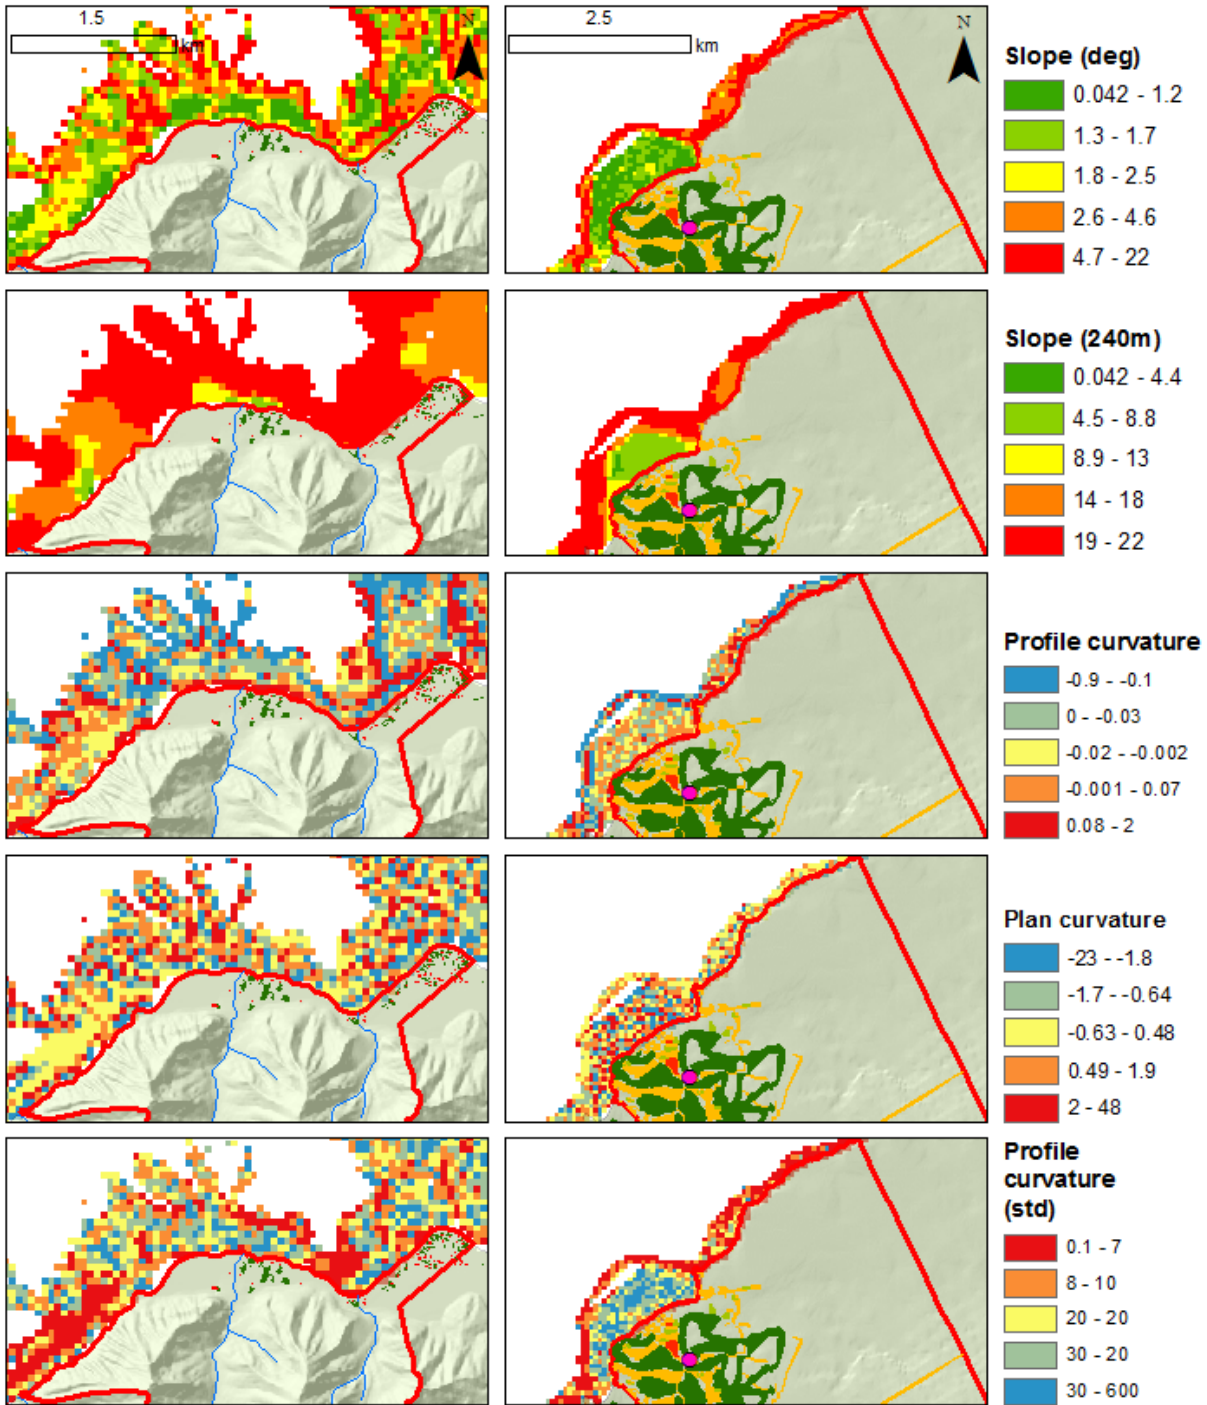 1.5
km
N
2.5
km
N
Slope (deg)
0.042 - 1.2
1.3 - 1.7
1.8 - 2.5
2.6 - 4.6
4.7 - 22
Slope (240m)
0.042 - 4.4
4.5 - 8.8
8.9 - 13
14 - 18
19 - 22
Profile curvature
-0.9 - -0.1
0 - -0.03
-0.02 - -0.002
-0.001 - 0.07
0.08 - 2
Plan curvature
-23 - -1.8
-1.7 - -0.64
-0.63 - 0.48
0.49 - 1.9
2 - 48
Profile
curvature
(std)
0.1 - 7
8 - 10
20 - 20
30 - 20
30 - 600